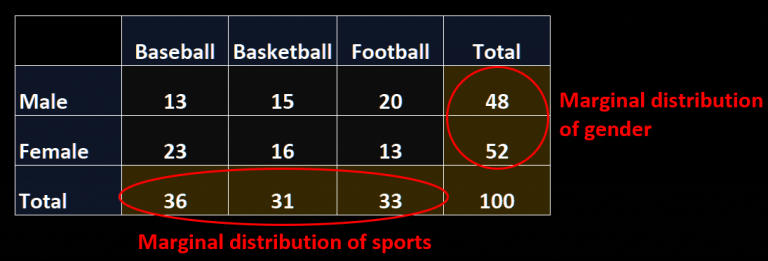 Baseball Basketball Football Total
Male 13 15 20 48
Female 23 16 13 52
Total 36 31 33 100
Marginal distribution
of gender
Marginal distribution of sports